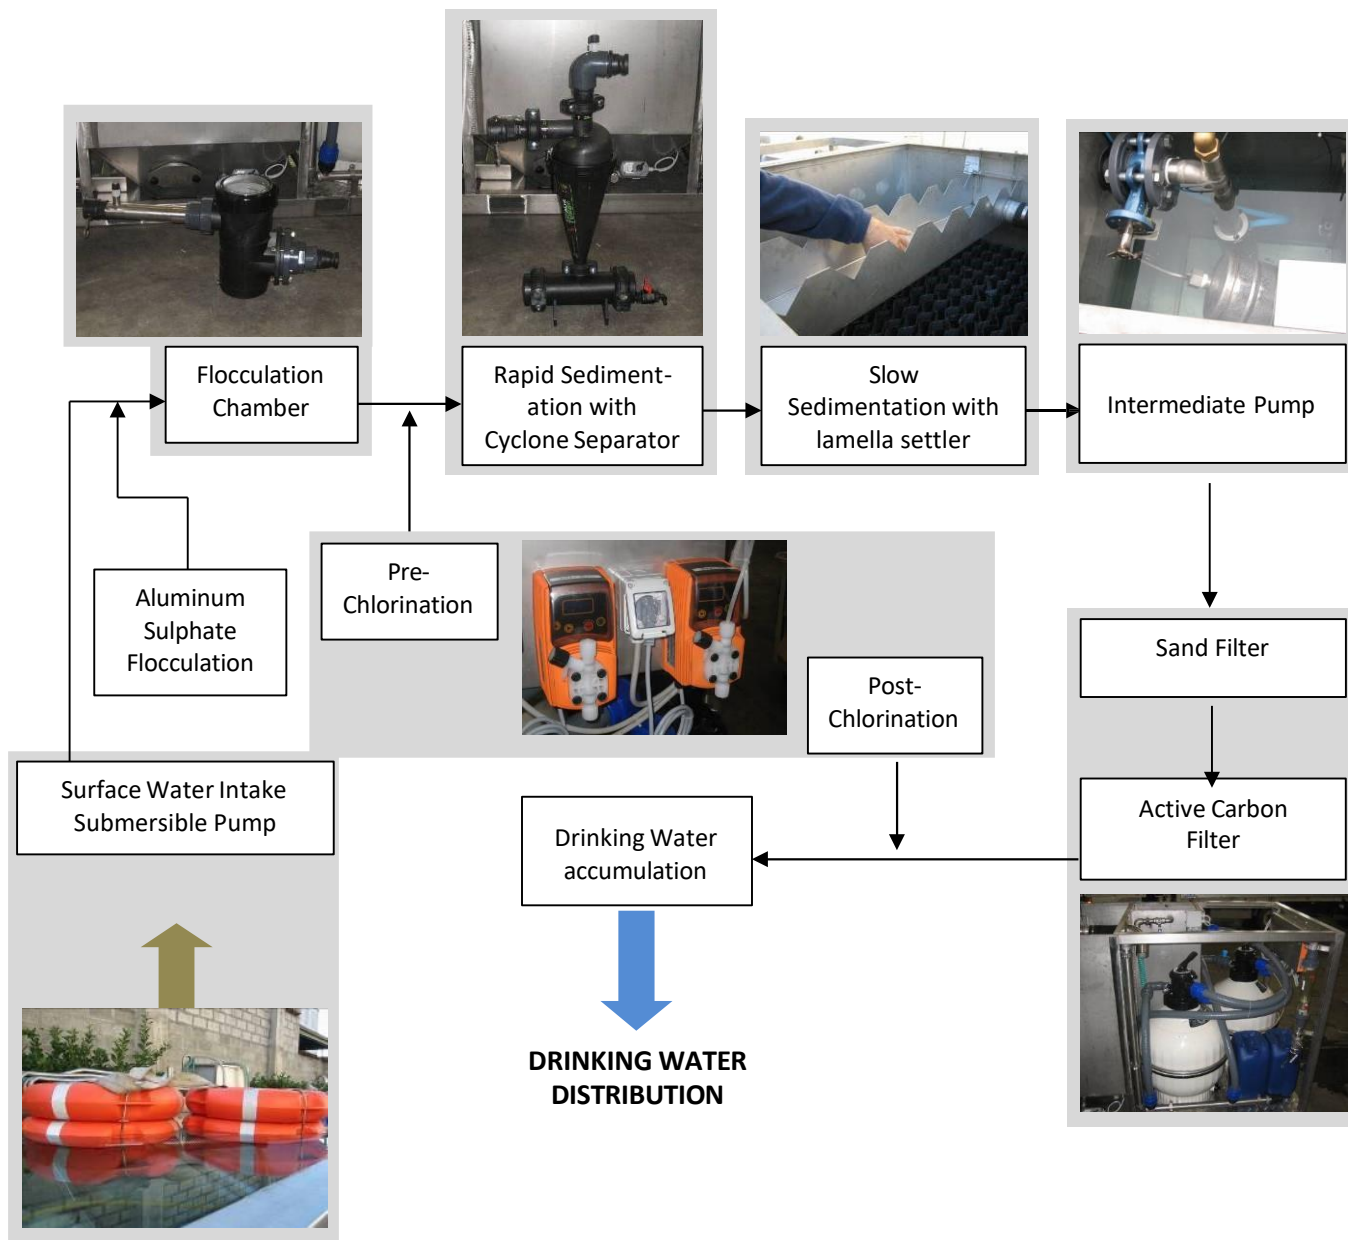 Flocculation
Chamber
Rapid Sediment-
ation with
Cyclone Separator
Slow
Sedimentation with
lamella settler
Intermediate Pump
Aluminum
Sulphate
Flocculation
Pre-
Chlorination
Post-
Chlorination
Sand Filter
Surface Water Intake
Submersible Pump
Drinking Water
accumulation
Active Carbon
Filter
DRINKING WATER
DISTRIBUTION